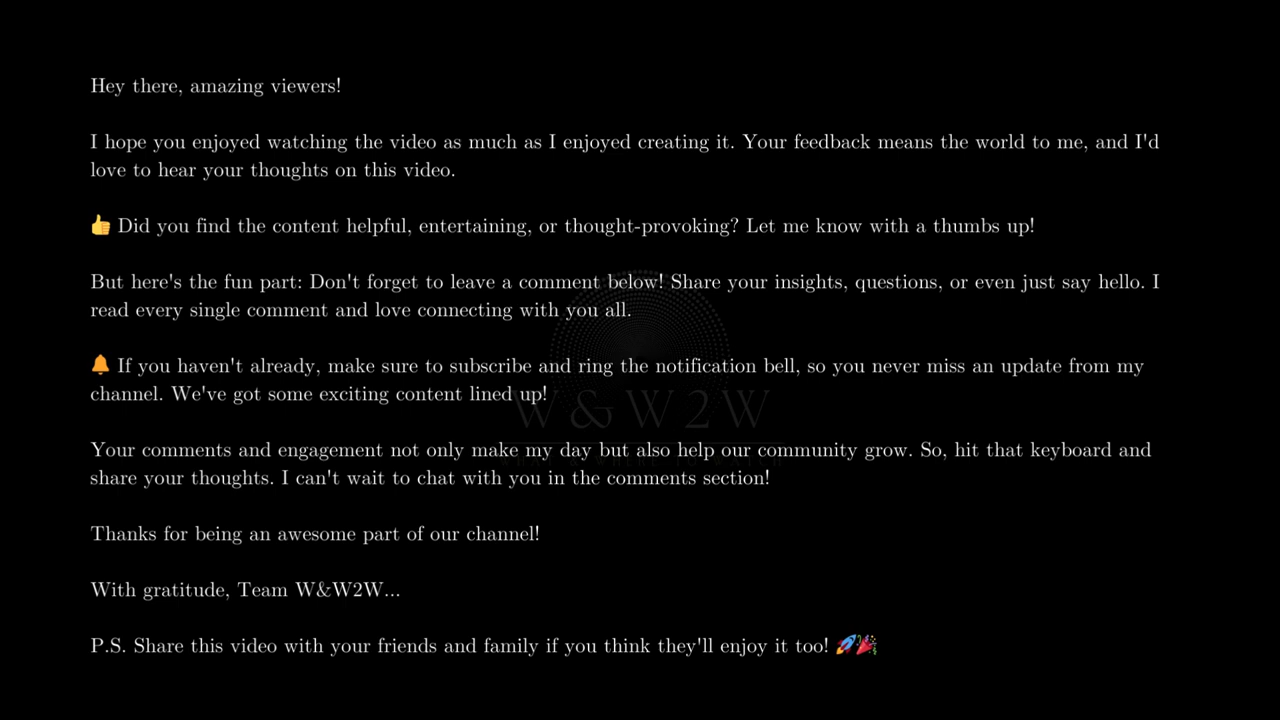 Hey there, amazing viewers!
I hope you enjoyed watching the video as much as I enjoyed creating it. Your feedback means the world to me, and I'd
love to hear your thoughts on this video.
👍 Did you find the content helpful, entertaining, or thought-provoking? Let me know with a thumbs up!
But here's the fun part: Don't forget to leave a comment below! Share your insights, questions, or even just say hello. I
read every single comment and love connecting with you all.
🔔 If you haven't already, make sure to subscribe and ring the notification bell, so you never miss an update from my
channel. We've got some exciting content lined up!
W&W2W
Your comments and engagement not only make my day but also help our community grow. So, hit that keyboard and
share your thoughts. I can't wait to chat with you in the comments section!
Thanks for being an awesome part of our channel!
With gratitude, Team W&W2W...
P.S. Share this video with your friends and family if you think they'll enjoy it too! 🚀🎉